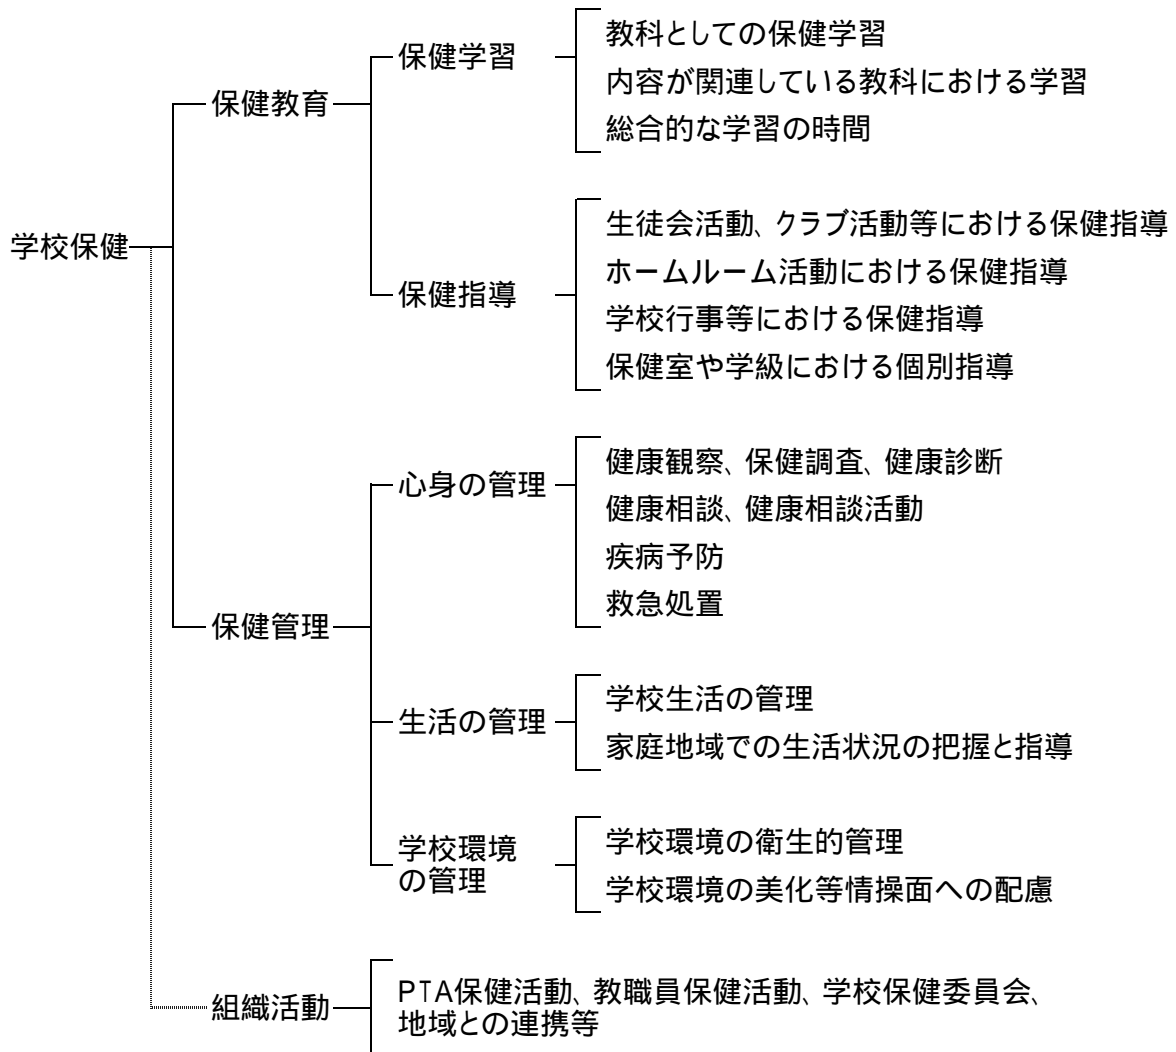 学校保健
保健教育
保健学習
教科としての保健学習
内容が関連している教科における学習
総合的な学習の時間
保健指導
生徒会活動、クラブ活動等における保健指導
ホームルーム活動における保健指導
学校行事等における保健指導
保健室や学級における個別指導
保健管理
心身の管理
健康観察、保健調査、健康診断
健康相談、健康相談活動
疾病予防
救急処置
生活の管理
学校生活の管理
家庭地域での生活状況の把握と指導
学校環境
の管理
学校環境の衛生的管理
学校環境の美化等情操面への配慮
組織活動
PTA保健活動、教職員保健活動、学校保健委員会、
地域との連携等